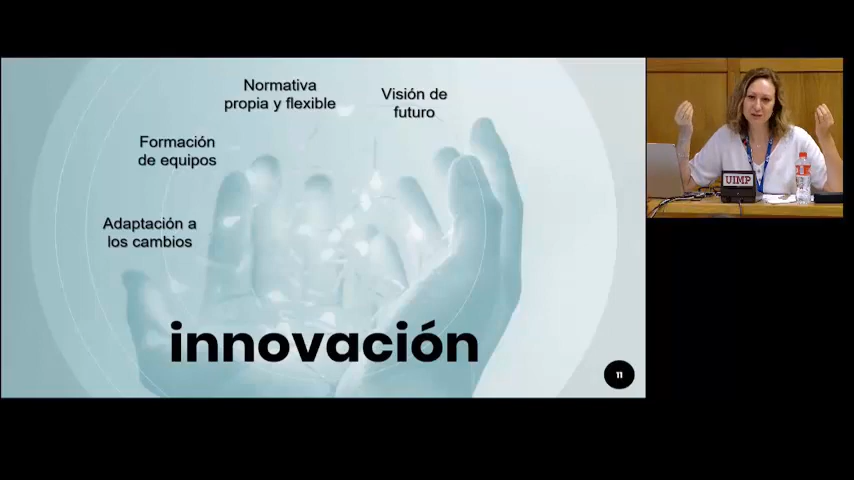 Normativa
propia y flexible
Visión de
futuro
Formación
de equipos
Adaptación a
los cambios
innovación
11
UIMP